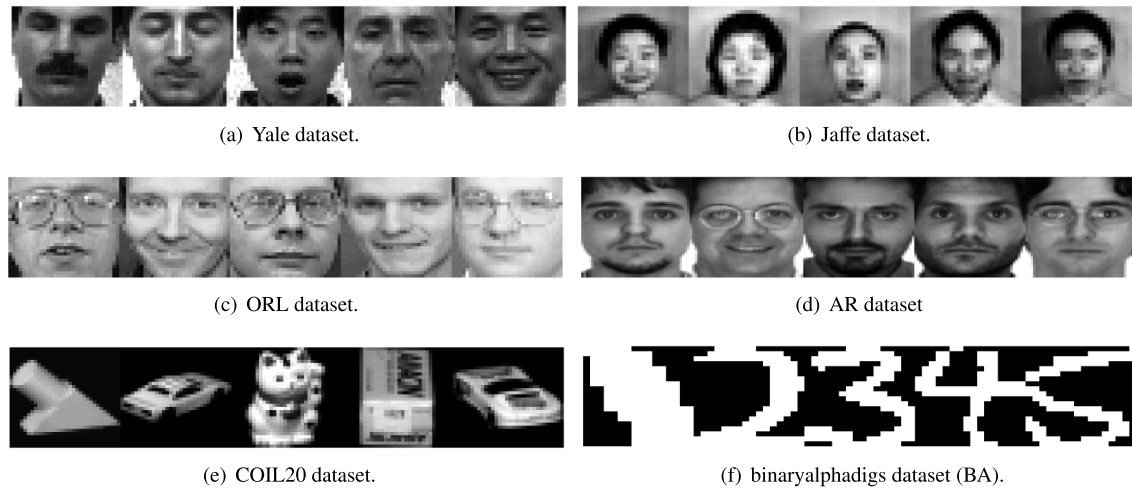 (a) Yale dataset.
(b) Jaffe dataset.
(c) ORL dataset.
(d) AR dataset
(e) COIL20 dataset.
(f) binaryalphadigs dataset (BA).